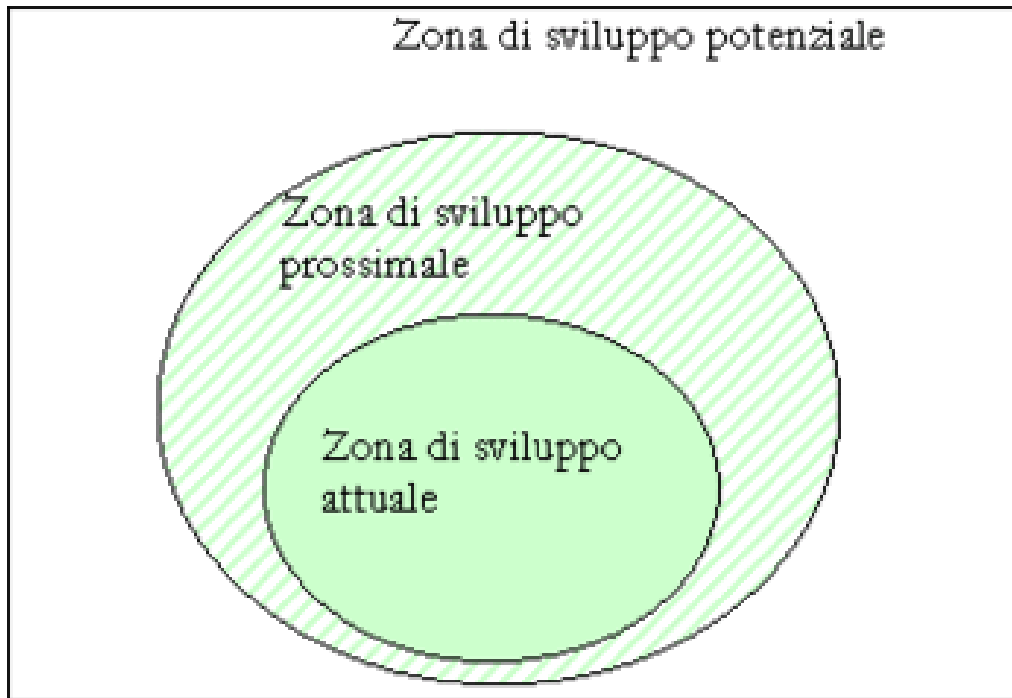 Zona di sviluppo potenziale
Zona di sviluppo
prossimale
Zona di sviluppo
attuale